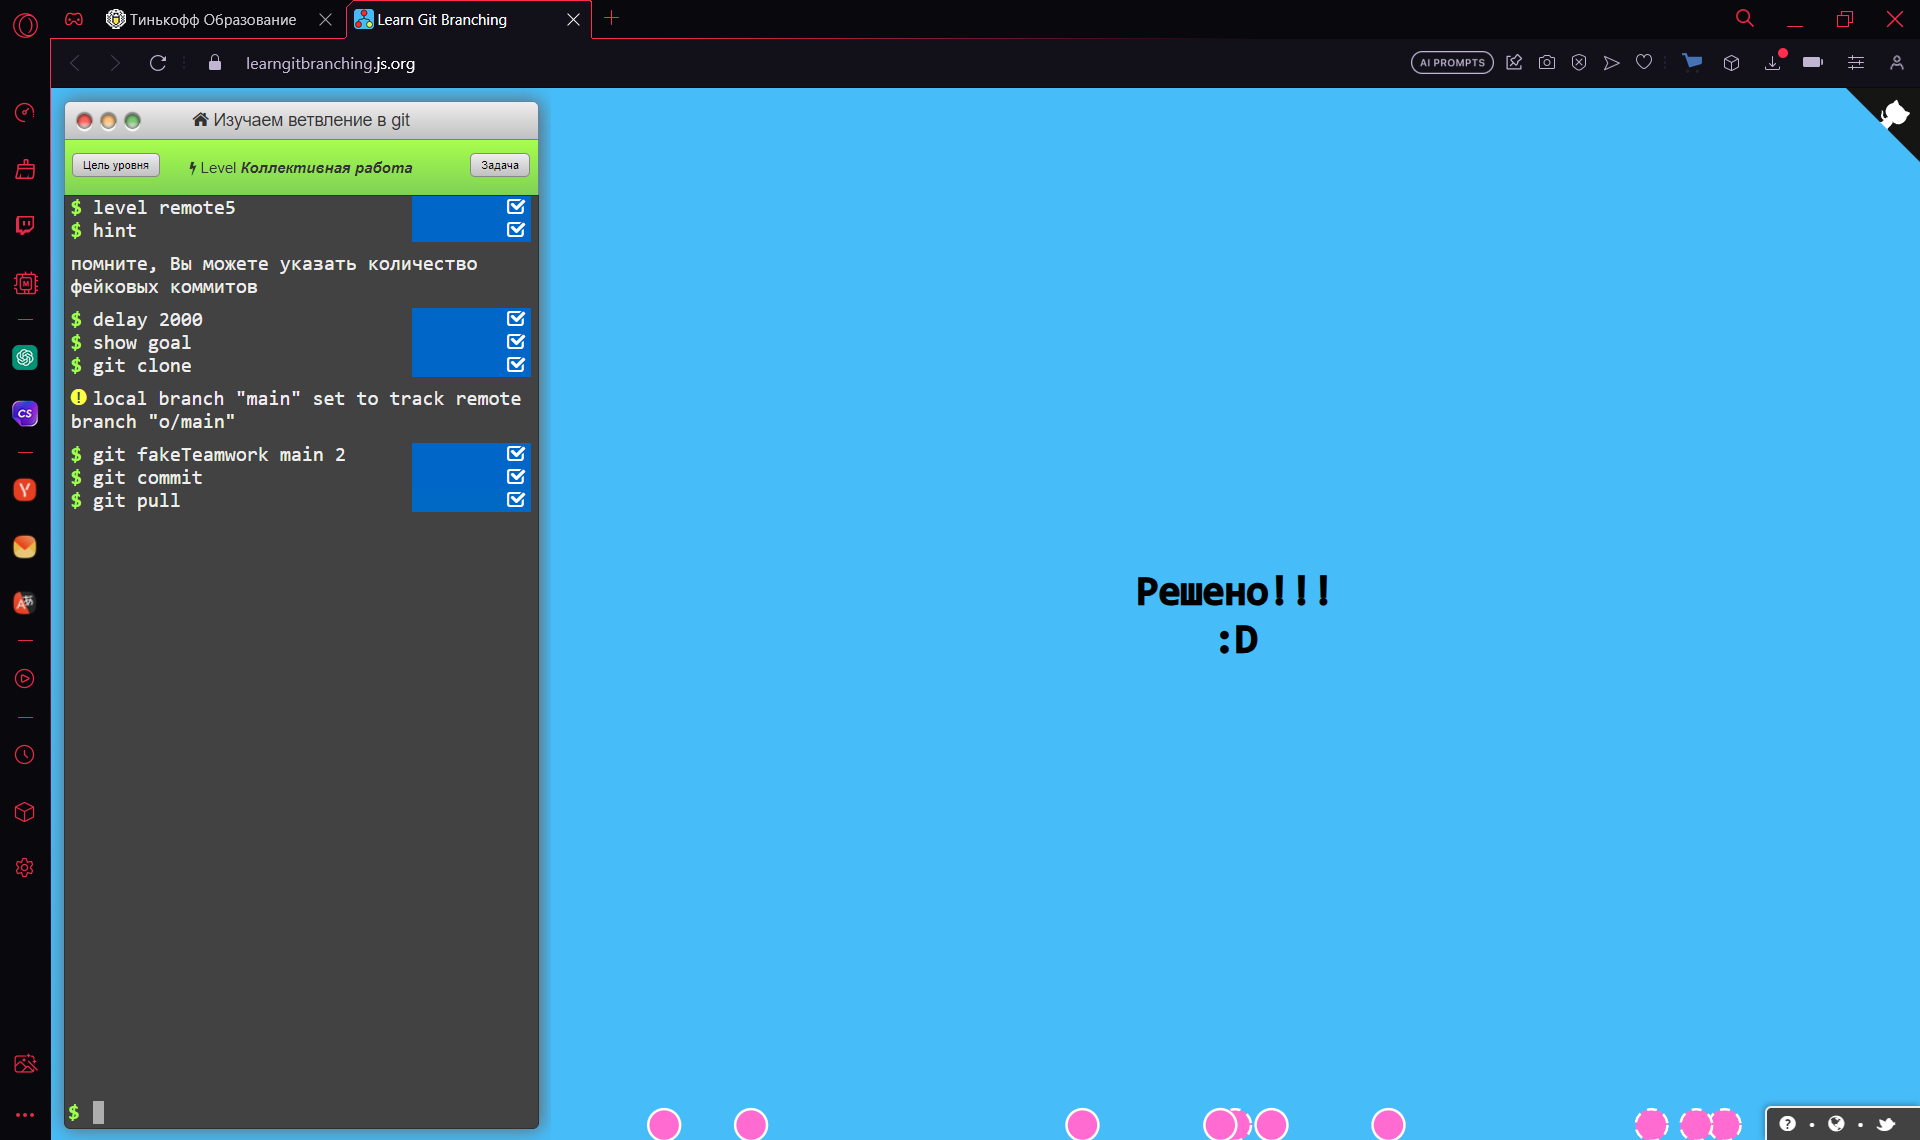 Тинькофф Образование
Learn Git Branching
learngitbranching.js.org
AI PROMPTS
Изучаем ветвление в git
Цель уровня
Level Коллективная работа
Задача
$ level remote5
$ hint
помните, Вы можете указать количество
фейковых коммитов
$ delay 2000
$ show goal
$ git clone
local branch "main" set to track remote
branch "o/main"
$ git fakeTeamwork main 2
$ git commit
$ git pull
$
Решено!!!
:D
CS